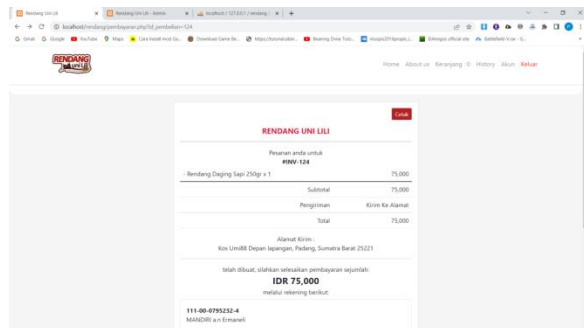 Rendang Uni Lili
Rendang Uni Lili - Admin
localhost / 127.0.0.1 / rendang |
localhost/rendang/pembayaran.php?id_pembelian=124
Gmail Google YouTube Maps
RENDANG
uni lili
Home About us Keranjang : 0 History Akun Keluar
Cetak
RENDANG UNI LILI
Pesanan anda untuk
#INV-124
- Rendang Daging Sapi 250gr x 1 75,000
Subtotal 75,000
Pengiriman Kirim Ke Alamat
Total 75,000
Alamat Kirim :
Kos Umi88 Depan lapangan, Padang, Sumatra Barat 25221
telah dibuat, silahkan selesaikan pembayaran sejumlah:
IDR 75,000
melalui rekening berikut:
111-00-0795232-4
MANDIRI a.n Ermaneli